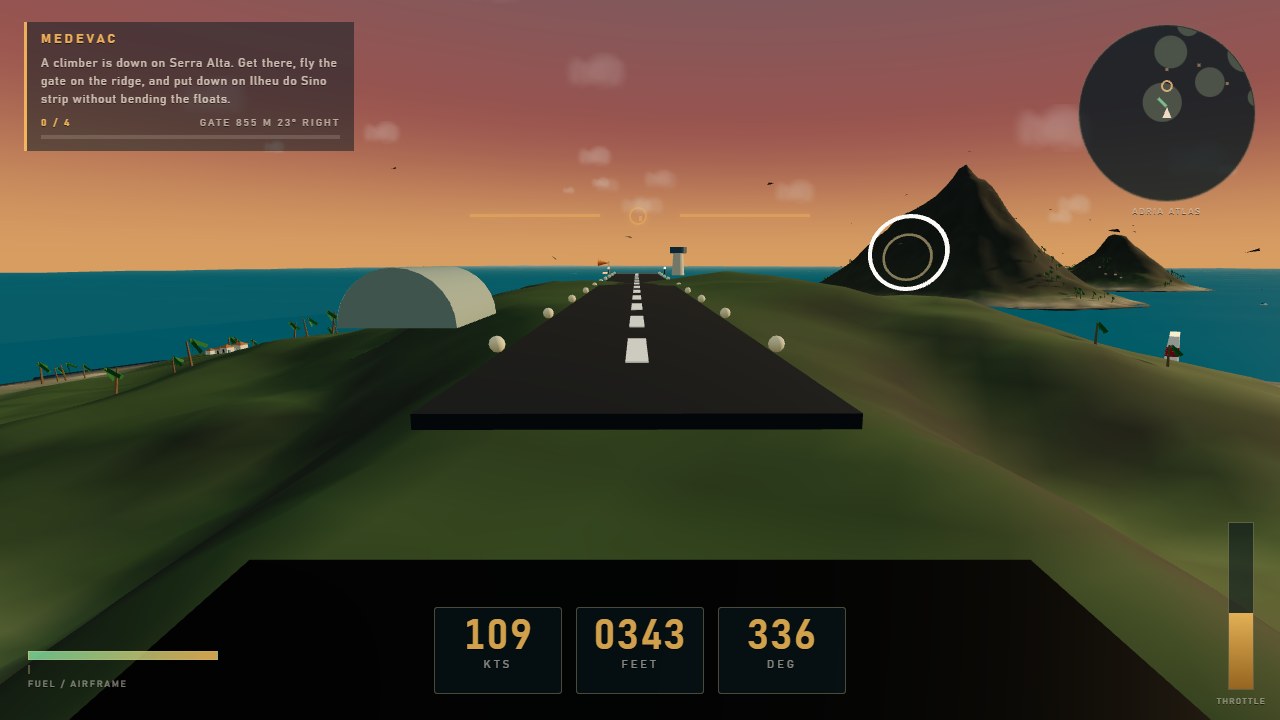 MEDEVAC
A climber is down on Serra Alta. Get there, fly the
gate on the ridge, and put down on Ilheu do Sino
strip without bending the floats.
0 / 4 GATE 855 M 23° RIGHT
ADRIA ATLAS
109
KTS
0343
FEET
336
DEG
FUEL / AIRFRAME
THROTTLE